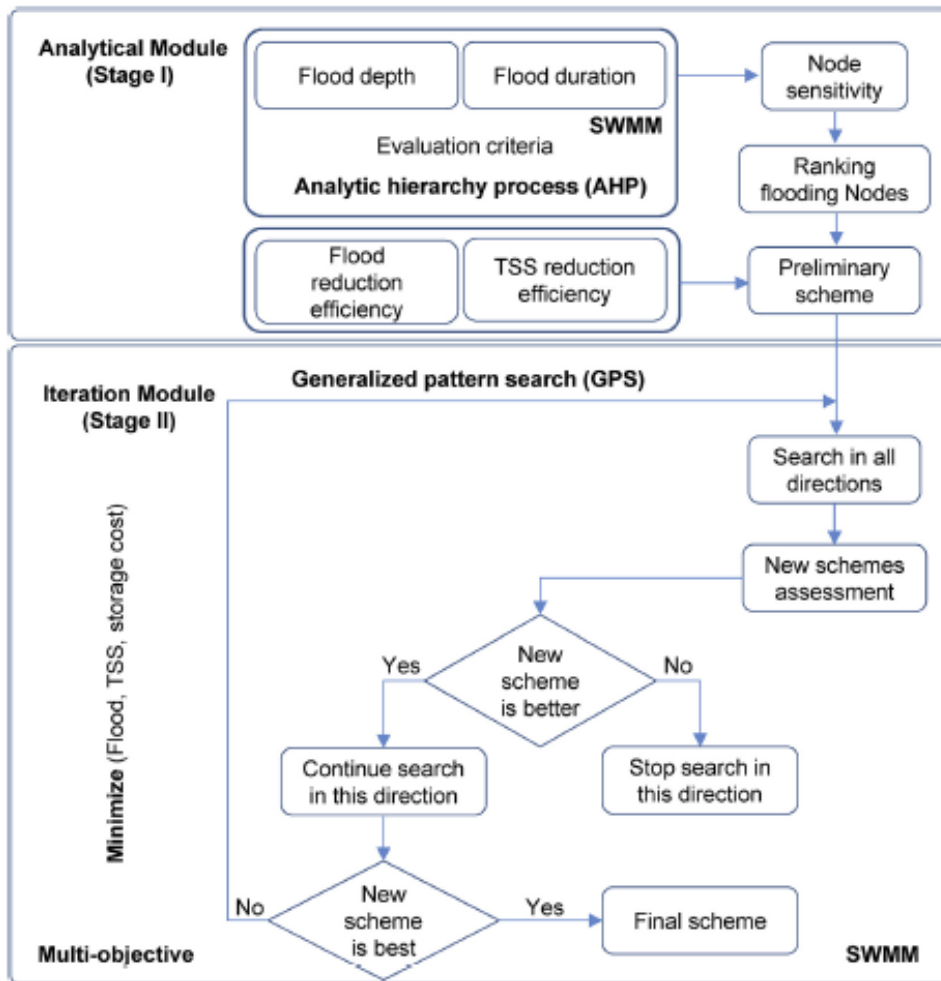 Analytical Module
(Stage I)
Flood depth
Flood duration
SWMM
Evaluation criteria
Analytic hierarchy process (AHP)
Node
sensitivity
Ranking
flooding Nodes
Flood
reduction
efficiency
TSS reduction
efficiency
Preliminary
scheme
Iteration Module
(Stage II)
Generalized pattern search (GPS)
Search in all
directions
New schemes
assessment
Minimize (Flood, TSS, storage cost)
Yes
New
scheme
is better
No
Continue search
in this direction
Stop search in
this direction
No
New
scheme
is best
Yes
Final scheme
Multi-objective
SWMM